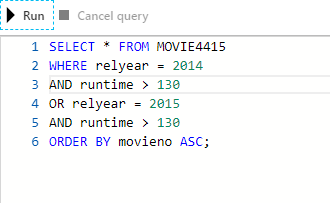 Run Cancel query
1 SELECT * FROM MOVIE4415
2 WHERE relyear = 2014
3 AND runtime > 130
4 OR relyear = 2015
5 AND runtime > 130
6 ORDER BY movieno ASC;